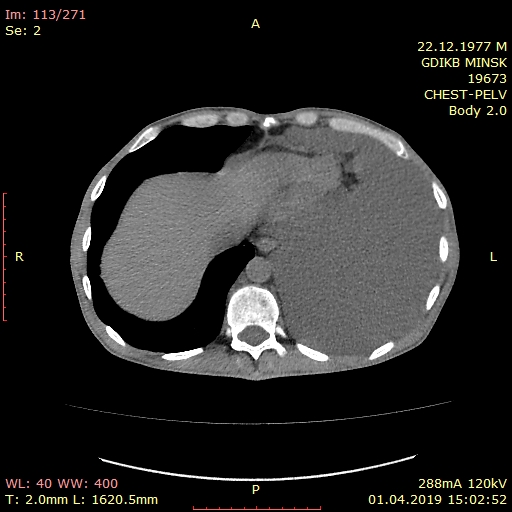 Im: 113/271
Se: 2
A
22.12.1977 M
GDIKB MINSK
19673
CHEST-PELV
Body 2.0
R
L
WL: 40 WW: 400
T: 2.0mm L: 1620.5mm
P
288mA 120kV
01.04.2019 15:02:52